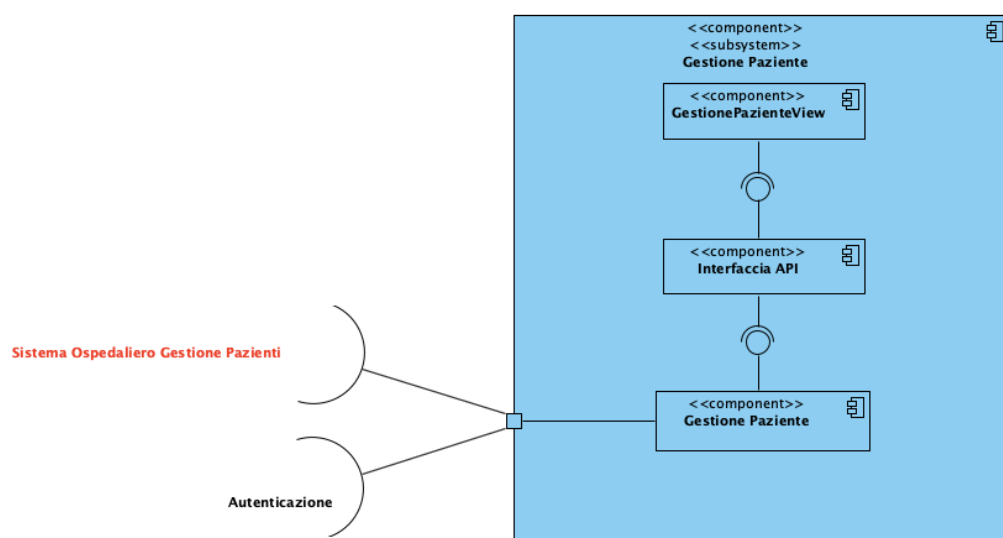 <<component>>
<<subsystem>>
Gestione Paziente
<<component>>
GestionePazienteView
<<component>>
Interfaccia API
Sistema Ospedaliero Gestione Pazienti
<<component>>
Gestione Paziente
Autenticazione